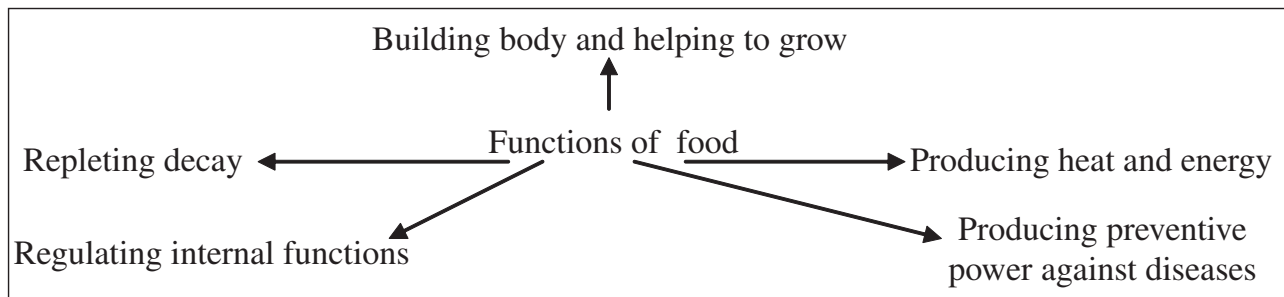 Building body and helping to grow
Functions of food
Repleting decay
Producing heat and energy
Regulating internal functions
Producing preventive
power against diseases